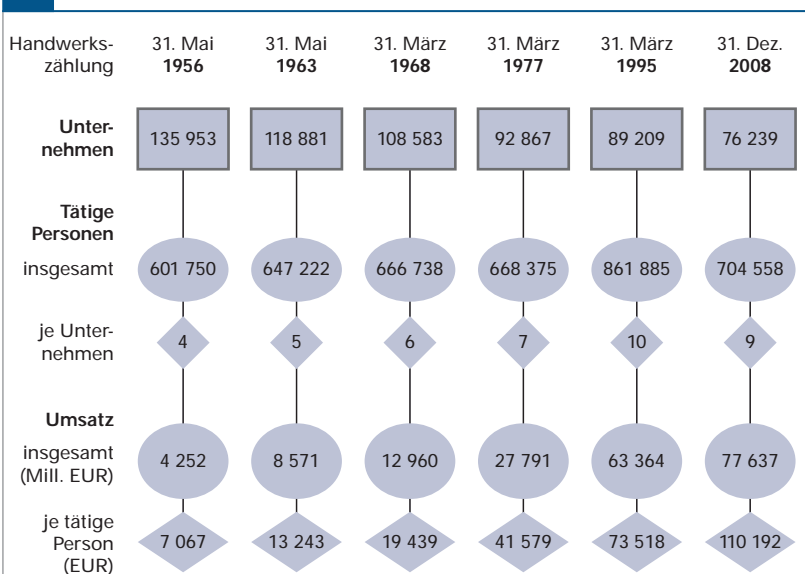 Handwerks- 31. Mai 31. Mai 31. März 31. März 31. März 31. Dez.
zählung 1956 1963 1968 1977 1995 2008
Unter-
nehmen 135 953 118 881 108 583 92 867 89 209 76 239
Tätige
Personen
insgesamt 601 750 647 222 666 738 668 375 861 885 704 558
je Unter-
nehmen 4 5 6 7 10 9
Umsatz
insgesamt
(Mill. EUR) 4 252 8 571 12 960 27 791 63 364 77 637
je tätige
Person 7 067 13 243 19 439 41 579 73 518 110 192
(EUR)